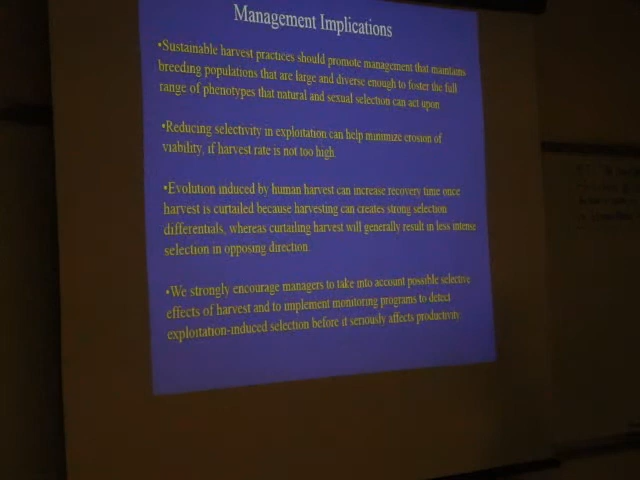 Management Implications
•Sustainable harvest practices should promote management that maintains
breeding populations that are large and diverse enough to foster the full
range of phenotypes that natural and sexual selection can act upon
•Reducing selectivity in exploitation can help minimize erosion of
viability, if harvest rate is not too high.
•Evolution induced by human harvest can increase recovery time once
harvest is curtailed because harvesting can creates strong selection
differentials, whereas curtailing harvest will generally result in less intense
selection in opposing direction.
•We strongly encourage managers to take into account possible selective
effects of harvest and to implement monitoring programs to detect
exploitation-induced selection before it seriously affects productivity